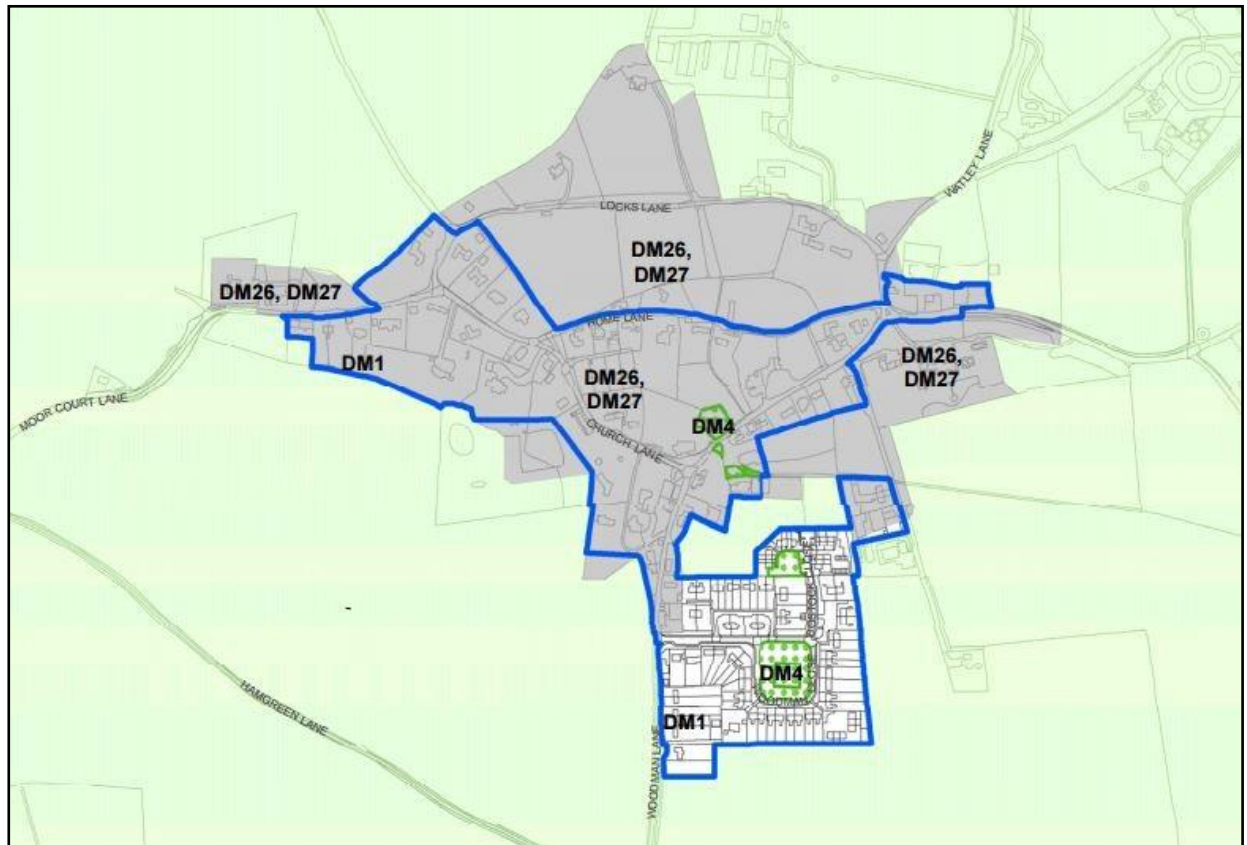 WATLEY LANE
LOCKS LANE
DM26,
DM27
DM26, DM27
HOME LANE
DM1
DM26,
DM27
DM26,
DM27
MOOR COURT LANE
DM4
CHURCH LANE
DM4
HAMGREEN LANE
DM1
WOODMAN LANE